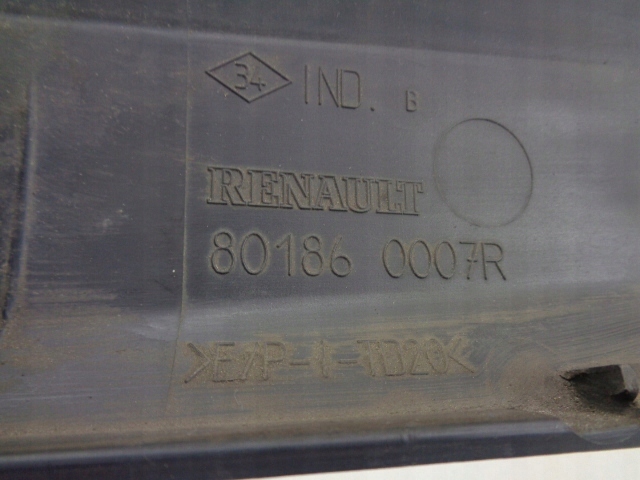 34 IND. B
RENAULT
80186 0007R
>E/P-I-TD20<